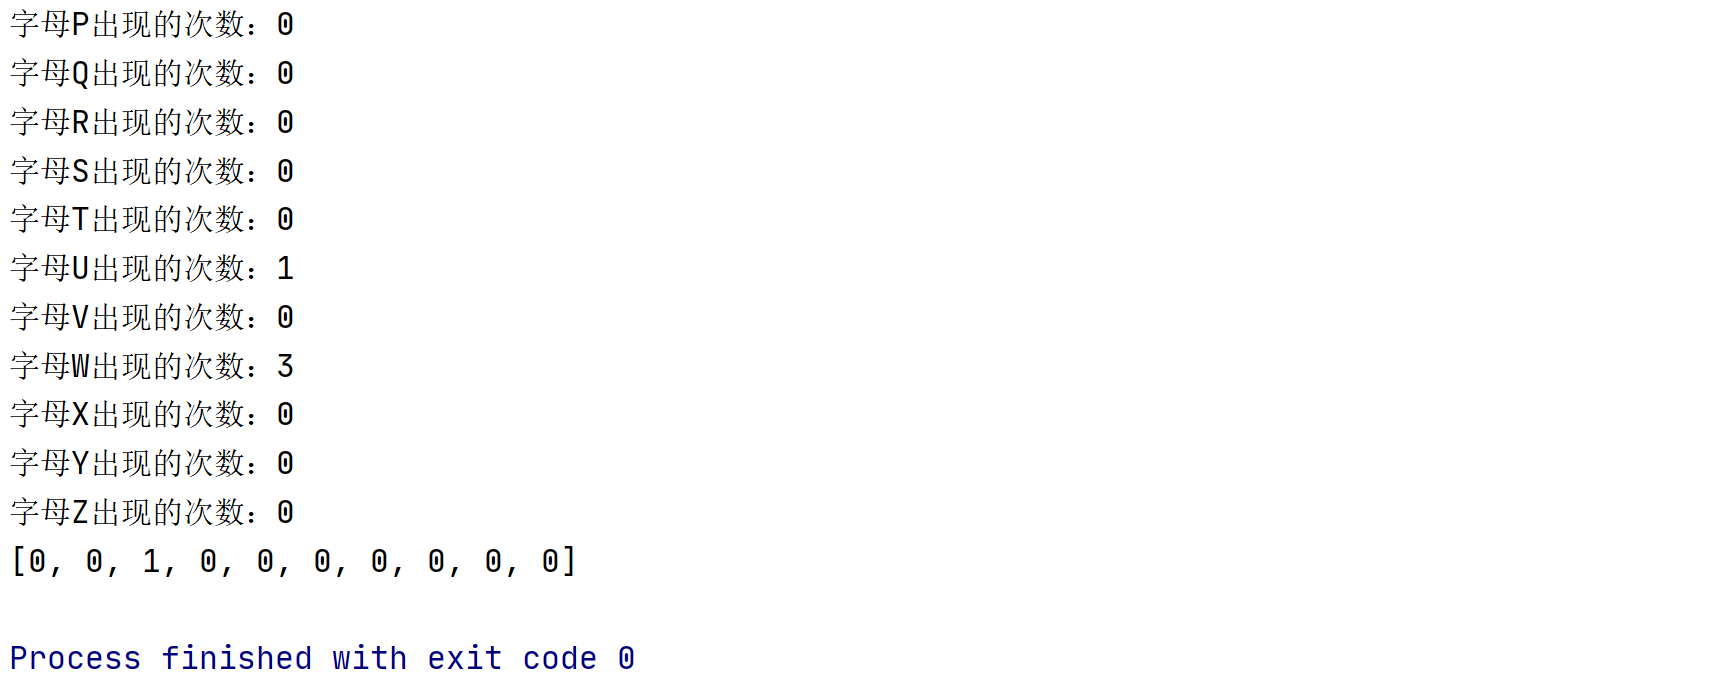 字母P出现的次数：0
字母Q出现的次数：0
字母R出现的次数：0
字母S出现的次数：0
字母T出现的次数：0
字母U出现的次数：1
字母V出现的次数：0
字母W出现的次数：3
字母X出现的次数：0
字母Y出现的次数：0
字母Z出现的次数：0
[0, 0, 1, 0, 0, 0, 0, 0, 0, 0]
Process finished with exit code 0